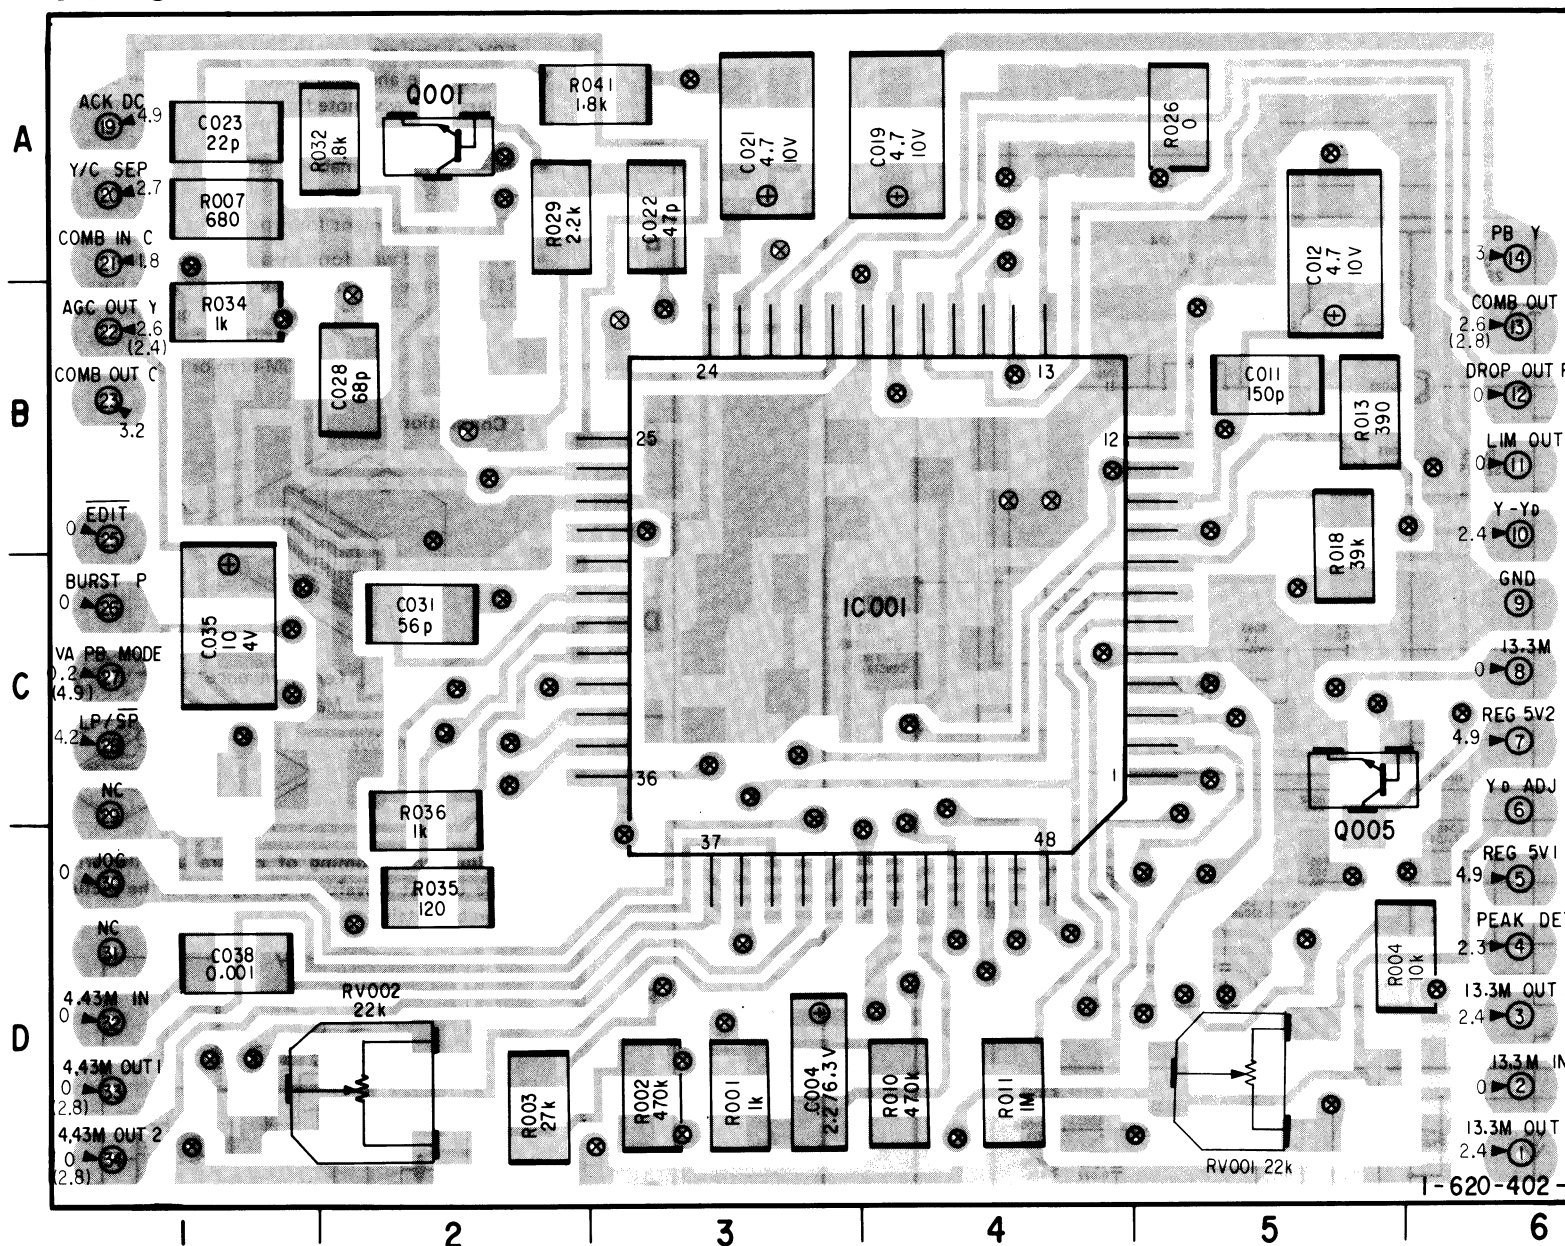 A
B
C
D
1
2
3
4
5
6
ACK DC
19
4.9
Y/C SEP
20
2.7
COMB IN C
21
1.8
AGC OUT Y
22
2.6
(2.4)
COMB OUT C
23
3.2
EDIT
0
25
BURST P
0
26
VA PB MODE
0.2
27
(4.9)
LP/SP
4.2
28
NC
29
JOG
0
30
NC
31
4.43M IN
0
32
4.43M OUT 1
0
33
(2.8)
4.43M OUT 2
0
34
(2.8)
C023
22p
R007
680
R034
1k
R032
Q001
R041
1.8k
R029
2.2k
C022
47p
C021
4.7
10V
C019
4.7
10V
R026
0
C012
4.7
10V
C028
68p
C011
150p
R013
390
R018
39k
C035
10
4V
C031
56p
24
13
25
12
IC001
36
1
37
48
R036
1k
R035
120
C038
0.001
RV002
22k
R003
27k
R002
470k
R001
1k
C004
2.2 76.3V
R010
470k
R011
1M
RV001 22k
R004
10k
Q005
PB Y
3
14
COMB OUT
2.6
13
(2.8)
DROP OUT P
0
12
LIM OUT
0
11
Y-YD
2.4
10
GND
9
13.3M
0
8
REG 5V2
4.9
7
YD ADJ
6
REG 5V1
4.9
5
PEAK DE
2.3
4
13.3M OUT
2.4
3
13.3M IN
0
2
13.3M OUT
2.4
1
1-620-402-